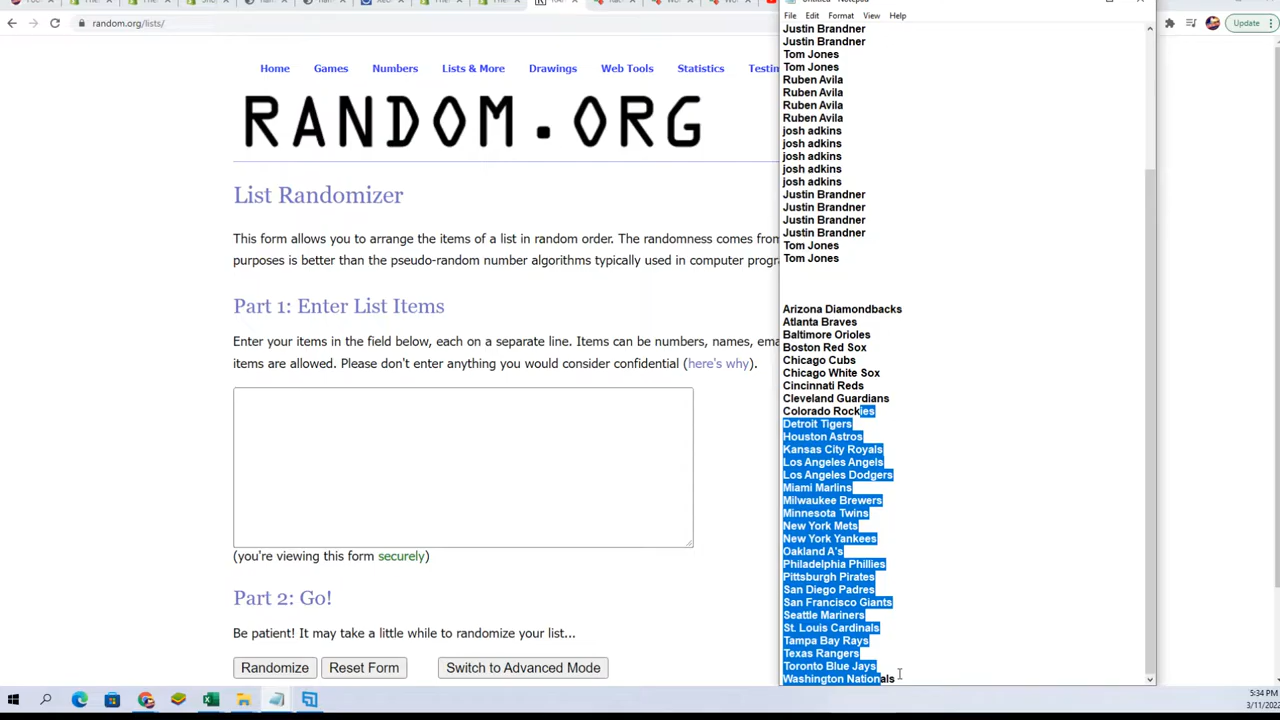 random.org/lists/
Update
Home
Games
Numbers
Lists & More
Drawings
Web Tools
Statistics
RANDOM.ORG
List Randomizer
This form allows you to arrange the items of a list in random order. The randomness comes from
purposes is better than the pseudo-random number algorithms typically used in computer
Part 1: Enter List Items
Enter your items in the field below, each on a separate line. Items can be numbers, names,
items are allowed. Please don't enter anything you would consider confidential (here's why).
(you're viewing this form securely)
Part 2: Go!
Be patient! It may take a little while to randomize your list...
Randomize
Reset Form
Switch to Advanced Mode
File Edit Format View Help
Justin Brandner
Justin Brandner
Tom Jones
Tom Jones
Ruben Avila
Ruben Avila
Ruben Avila
Ruben Avila
josh adkins
josh adkins
josh adkins
josh adkins
josh adkins
Justin Brandner
Justin Brandner
Justin Brandner
Justin Brandner
Tom Jones
Tom Jones
Arizona Diamondbacks
Atlanta Braves
Baltimore Orioles
Boston Red Sox
Chicago Cubs
Chicago White Sox
Cincinnati Reds
Cleveland Guardians
Colorado Rockies
Detroit Tigers
Houston Astros
Kansas City Royals
Los Angeles Angels
Los Angeles Dodgers
Miami Marlins
Milwaukee Brewers
Minnesota Twins
New York Mets
New York Yankees
Oakland A's
Philadelphia Phillies
Pittsburgh Pirates
San Diego Padres
San Francisco Giants
Seattle Mariners
St. Louis Cardinals
Tampa Bay Rays
Texas Rangers
Toronto Blue Jays
Washington Nationals
5:34 PM